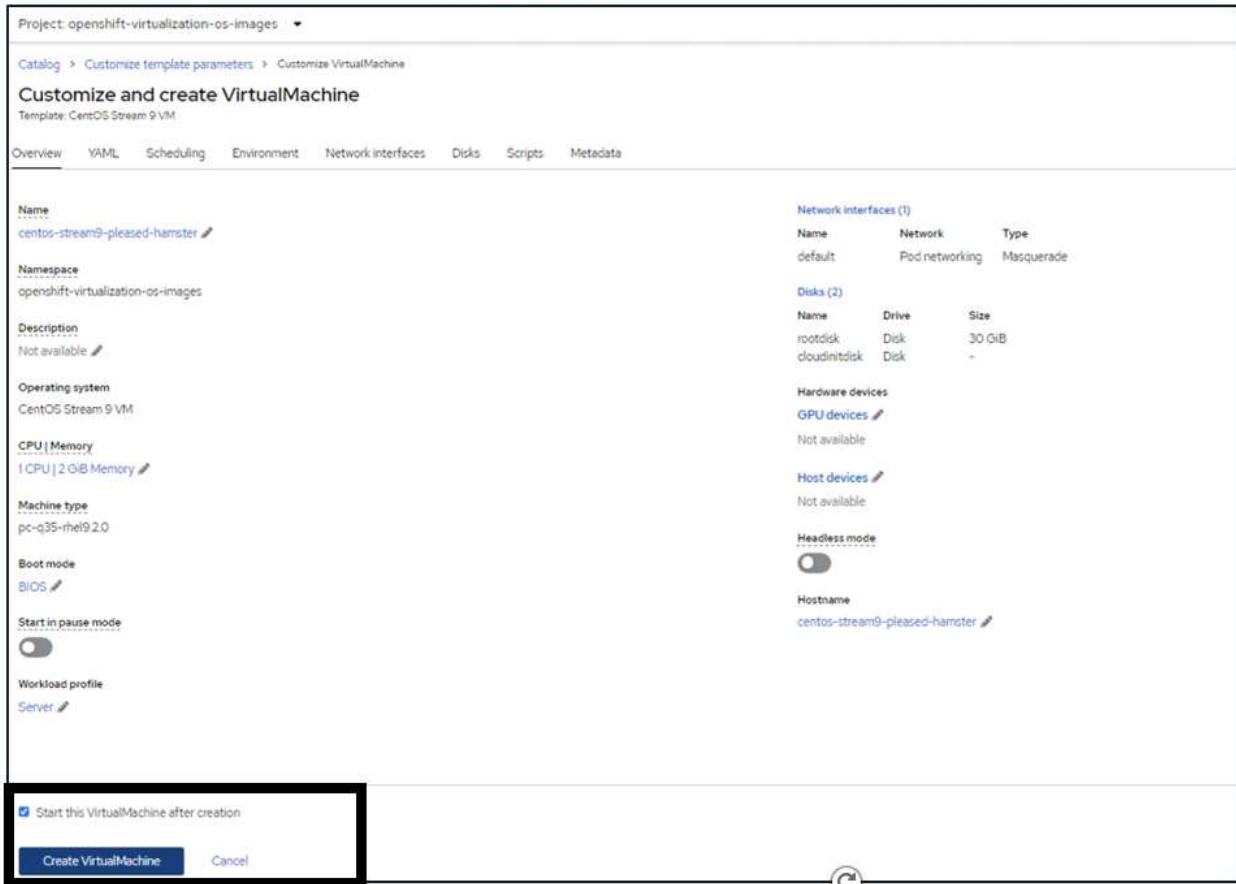 Project: openshift-virtualization-os-images
Catalog > Customize template parameters > Customize VirtualMachine
Customize and create VirtualMachine
Template: CentOS Stream 9 VM
Overview YAML Scheduling Environment Network interfaces Disks Scripts Metadata
Name
centos-stream9-pleased-hamster
Namespace
openshift-virtualization-os-images
Description
Not available
Operating system
CentOS Stream 9 VM
CPU | Memory
1 CPU | 2 GiB Memory
Machine type
pc-q35-rhel9.2.0
Boot mode
BIOS
Start in pause mode
Workload profile
Server
Network interfaces (1)
Name Network Type
default Pod networking Masquerade
Disks (2)
Name Drive Size
rootdisk Disk 30 GiB
cloudinitdisk Disk -
Hardware devices
GPU devices
Not available
Host devices
Not available
Headless mode
Hostname
centos-stream9-pleased-hamster
Start this VirtualMachine after creation
Create VirtualMachine Cancel